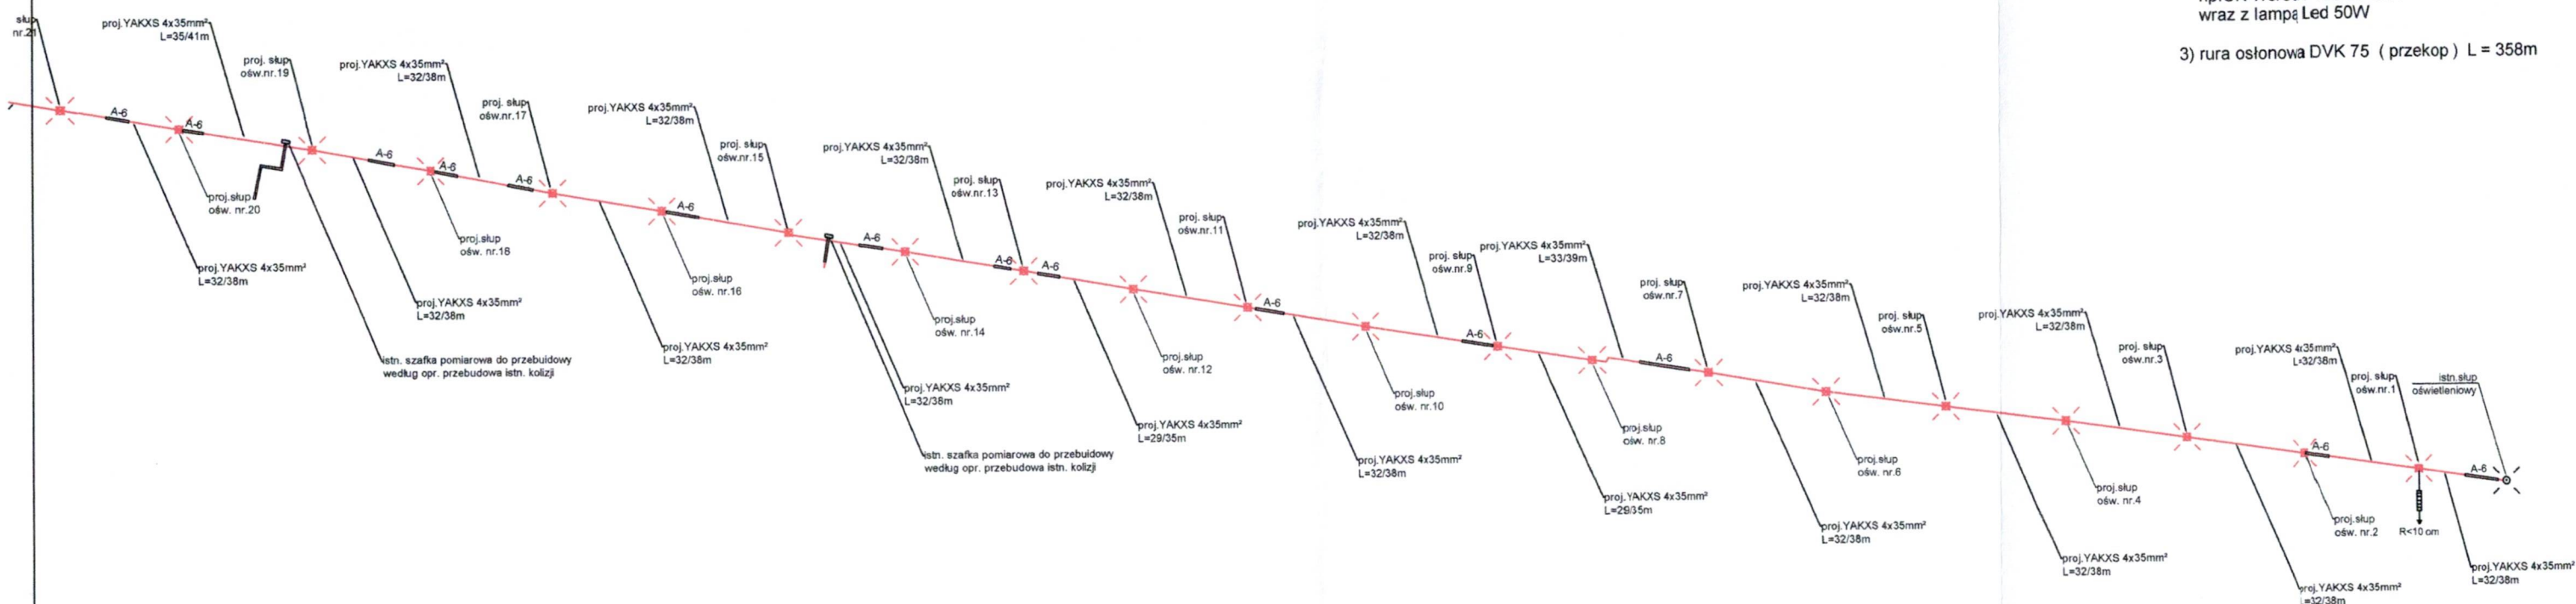 wraz z lampą Led 50W
3) rura osłonowa DVK 75 ( przekop ) L = 358m
słup
nr.21
proj.YAKXS 4x35mm²
L=35/41m
proj. słup
ośw.nr.19
proj.YAKXS 4x35mm²
L=32/38m
proj. słup
ośw.nr.17
proj.YAKXS 4x35mm²
L=32/38m
proj. słup
ośw.nr.15
proj.YAKXS 4x35mm²
L=32/38m
proj. słup
ośw.nr.13
proj.YAKXS 4x35mm²
L=32/38m
proj. słup
ośw.nr.11
proj.YAKXS 4x35mm²
L=32/38m
proj. słup
ośw.nr.9
proj.YAKXS 4x35mm²
L=33/39m
proj. słup
ośw.nr.7
proj.YAKXS 4x35mm²
L=32/38m
proj. słup
ośw.nr.5
proj.YAKXS 4x35mm²
L=32/38m
proj. słup
ośw.nr.3
proj.YAKXS 4x35mm²
L=32/38m
proj. słup
ośw.nr.1
istn.słup
oświetleniowy
A-6
A-6
A-6
A-6
A-6
A-6
A-6
A-6
A-6
A-6
A-6
A-6
A-6
A-6
proj.słup
ośw. nr.20
proj.YAKXS 4x35mm²
L=32/38m
istn. szafka pomiarowa do przebuidowy
według opr. przebudowa istn. kolizji
proj.YAKXS 4x35mm²
L=32/38m
proj.słup
ośw. nr.18
proj.YAKXS 4x35mm²
L=32/38m
proj.słup
ośw. nr.16
proj.YAKXS 4x35mm²
L=32/38m
istn. szafka pomiarowa do przebuidowy
według opr. przebudowa istn. kolizji
proj.słup
ośw. nr.14
proj.YAKXS 4x35mm²
L=29/35m
proj.słup
ośw. nr.12
proj.YAKXS 4x35mm²
L=32/38m
proj.słup
ośw. nr.10
proj.YAKXS 4x35mm²
L=29/35m
proj.słup
ośw. nr.8
proj.YAKXS 4x35mm²
L=32/38m
proj.słup
ośw. nr.6
proj.YAKXS 4x35mm²
L=32/38m
proj.słup
ośw. nr.4
proj.YAKXS 4x35mm²
L=32/38m
proj.słup
ośw. nr.2
R<10 om
proj.YAKXS 4x35mm²
L=32/38m